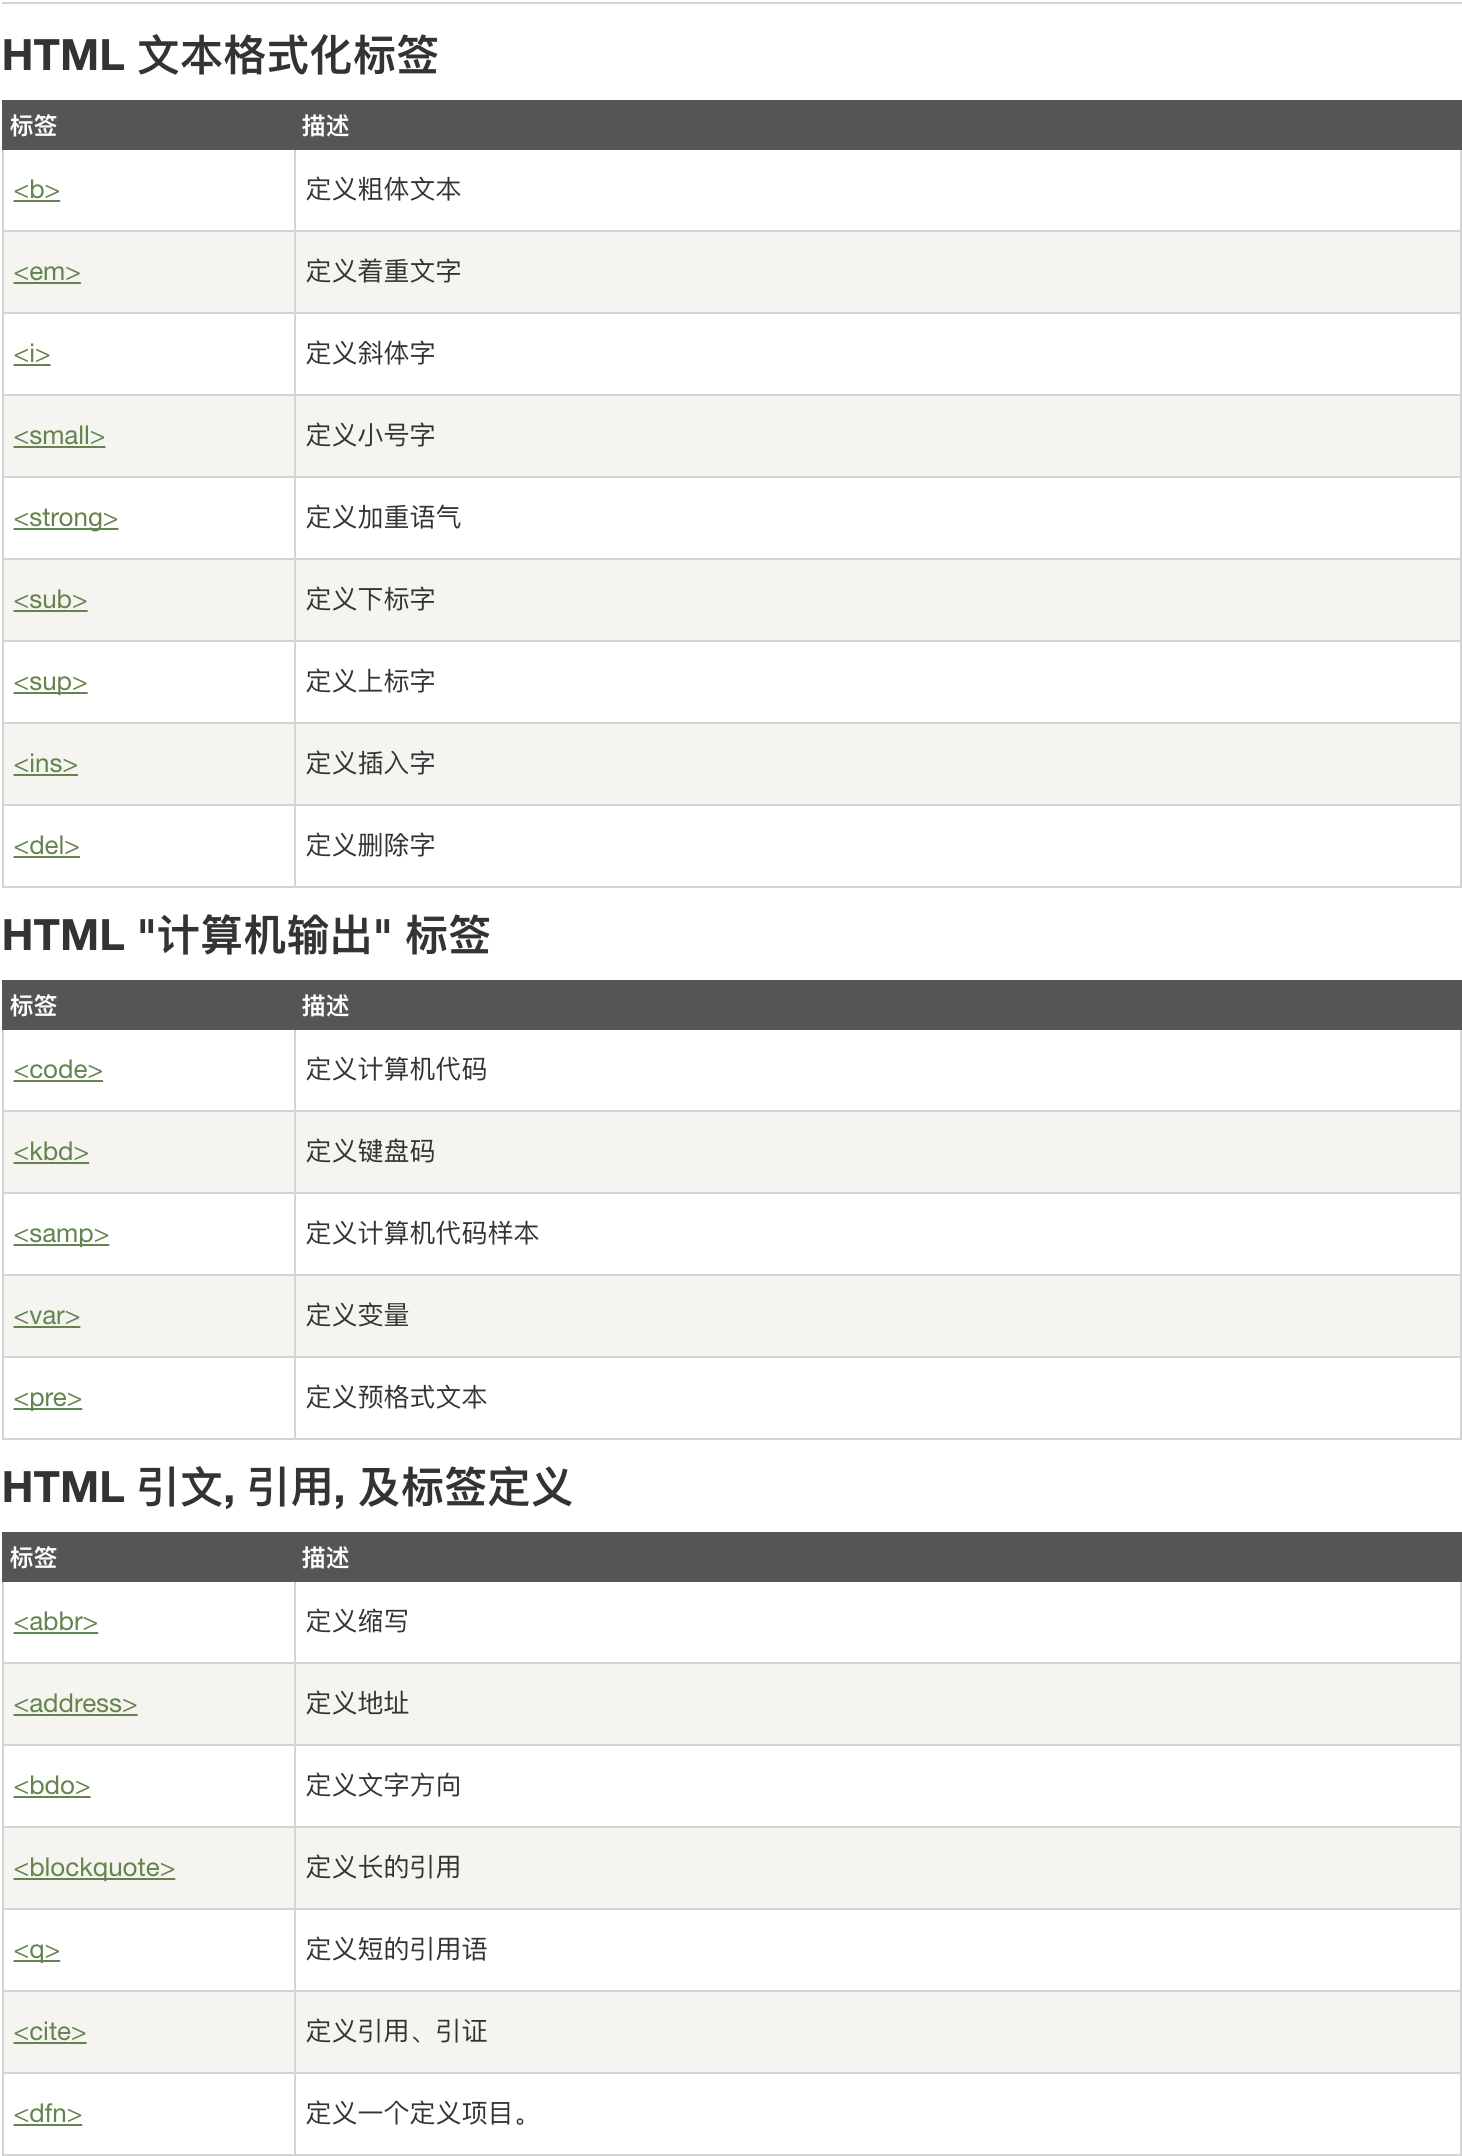 HTML 文本格式化标签
标签 描述
<b> 定义粗体文本
<em> 定义着重文字
<i> 定义斜体字
<small> 定义小号字
<strong> 定义加重语气
<sub> 定义下标字
<sup> 定义上标字
<ins> 定义插入字
<del> 定义删除字
HTML "计算机输出" 标签
标签 描述
<code> 定义计算机代码
<kbd> 定义键盘码
<samp> 定义计算机代码样本
<var> 定义变量
<pre> 定义预格式文本
HTML 引文, 引用, 及标签定义
标签 描述
<abbr> 定义缩写
<address> 定义地址
<bdo> 定义文字方向
<blockquote> 定义长的引用
<q> 定义短的引用语
<cite> 定义引用、引证
<dfn> 定义一个定义项目。